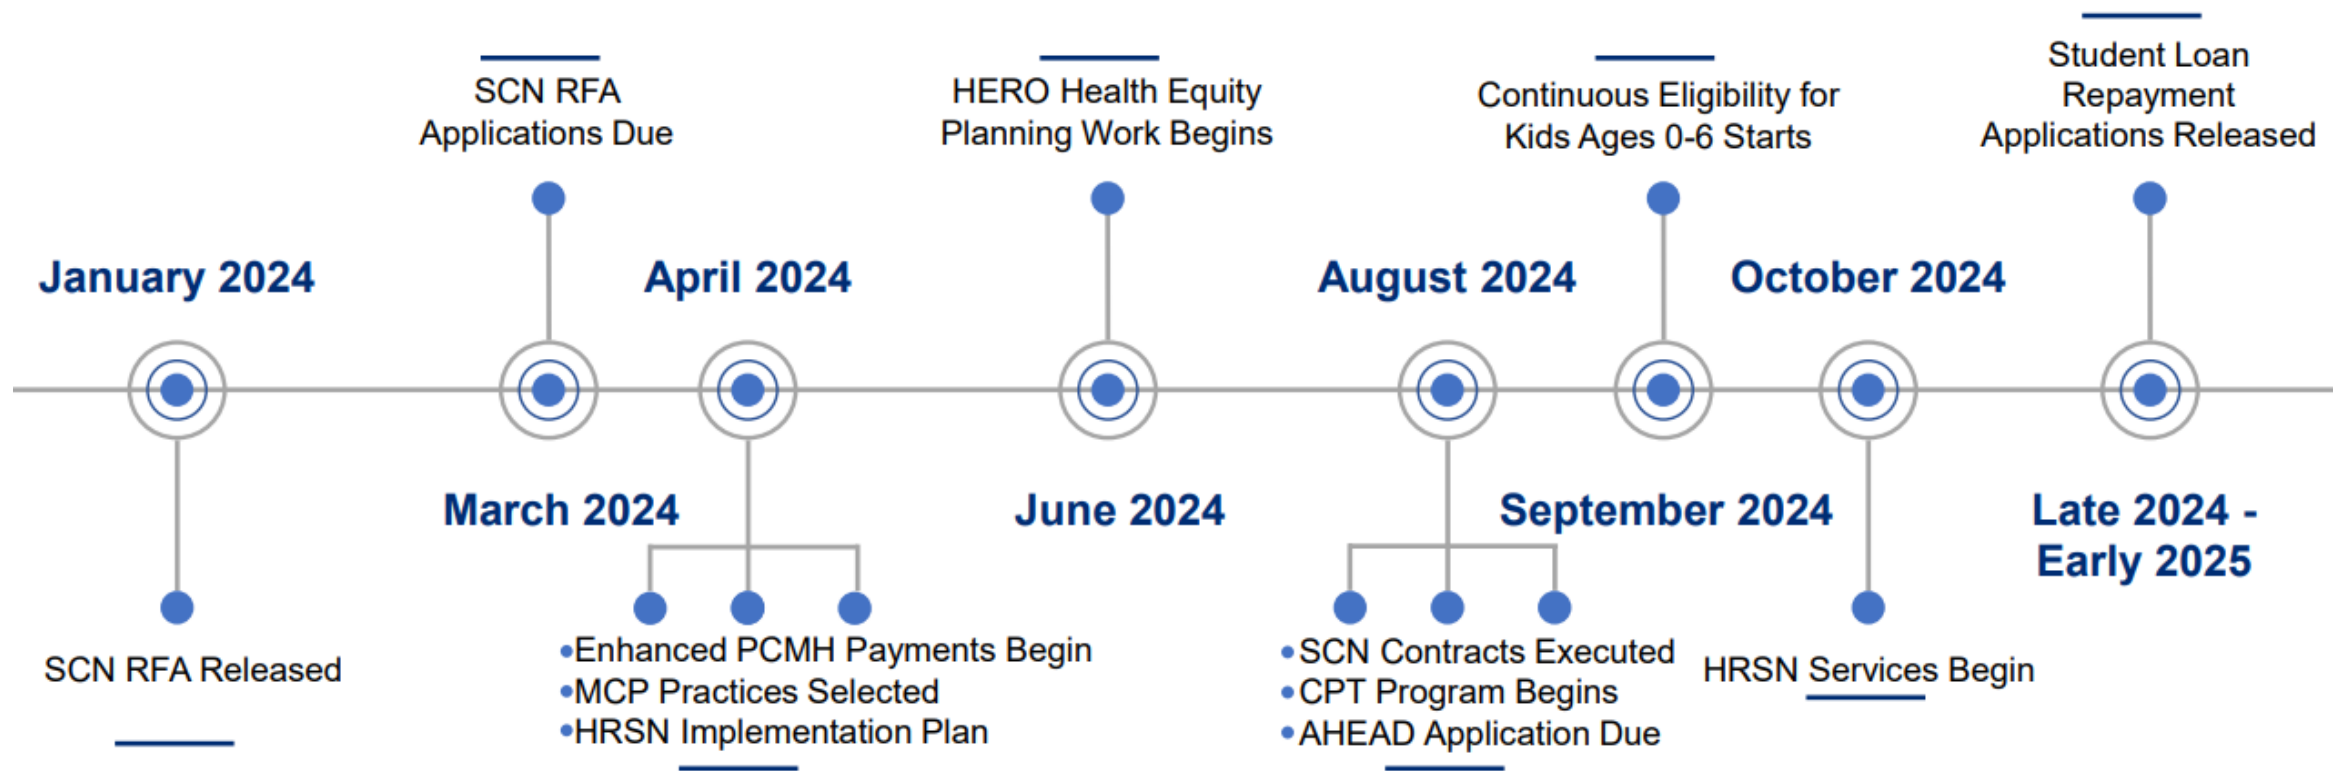 January 2024
SCN RFA Released
SCN RFA
Applications Due
March 2024
April 2024
•Enhanced PCMH Payments Begin
•MCP Practices Selected
•HRSN Implementation Plan
HERO Health Equity
Planning Work Begins
June 2024
August 2024
•SCN Contracts Executed
•CPT Program Begins
•AHEAD Application Due
Continuous Eligibility for
Kids Ages 0-6 Starts
September 2024
October 2024
HRSN Services Begin
Student Loan
Repayment
Applications Released
Late 2024 -
Early 2025